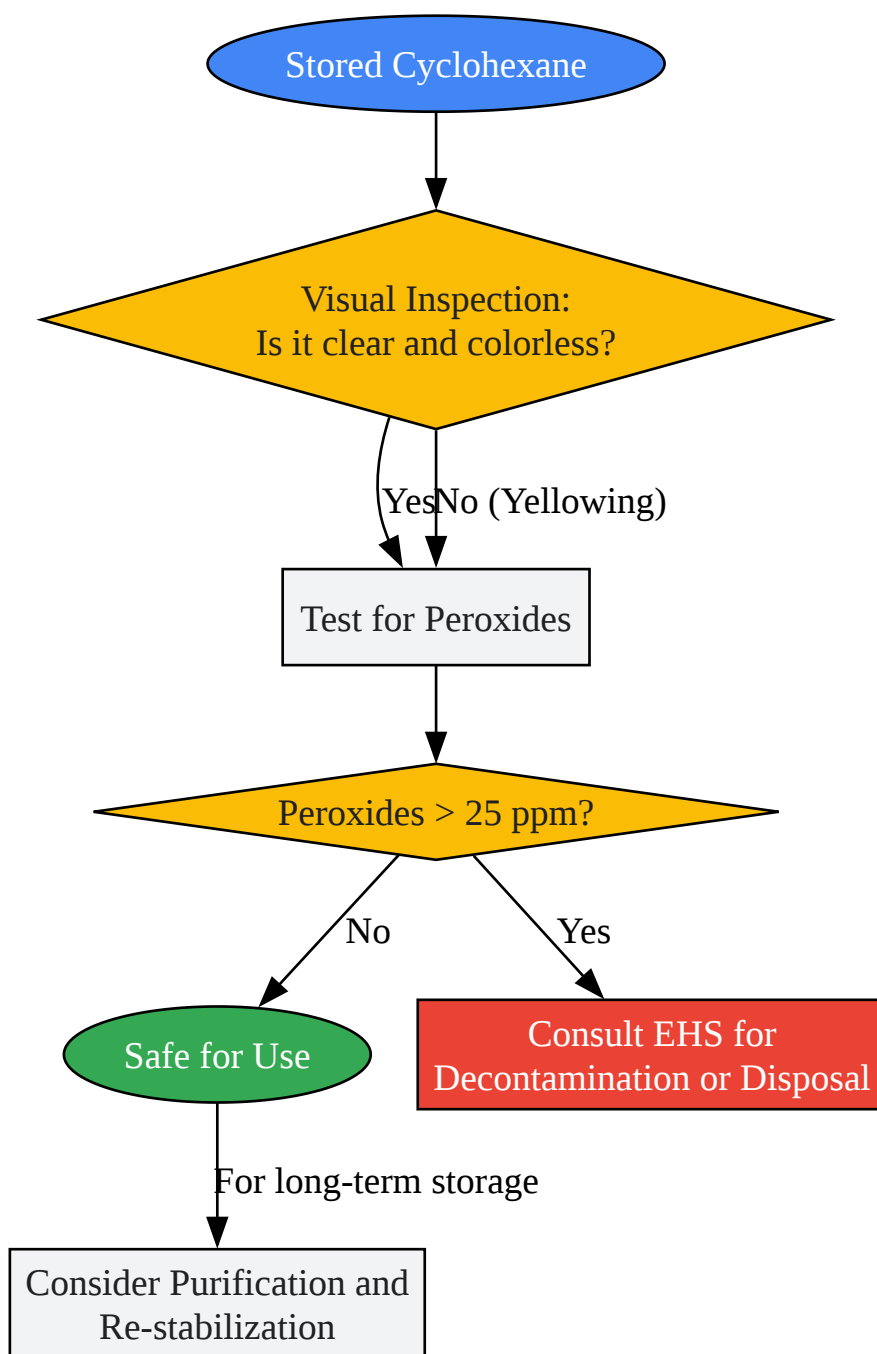 Stored Cyclohexane
Visual Inspection:
Is it clear and colorless?
Yes
No (Yellowing)
Test for Peroxides
Peroxides > 25 ppm?
No
Yes
Safe for Use
Consult EHS for
Decontamination or Disposal
For long-term storage
Consider Purification and
Re-stabilization